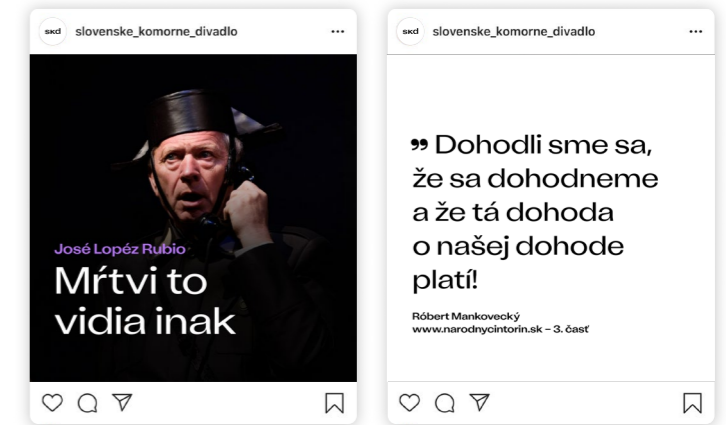 skd slovenske_komorne_divadlo
José Lopéz Rubio
Mŕtvi to
vidia inak
skd slovenske_komorne_divadlo
” Dohodli sme sa,
že sa dohodneme
a že tá dohoda
o našej dohode
platí!
Róbert Mankovecký
www.narodnycintorin.sk – 3. časť